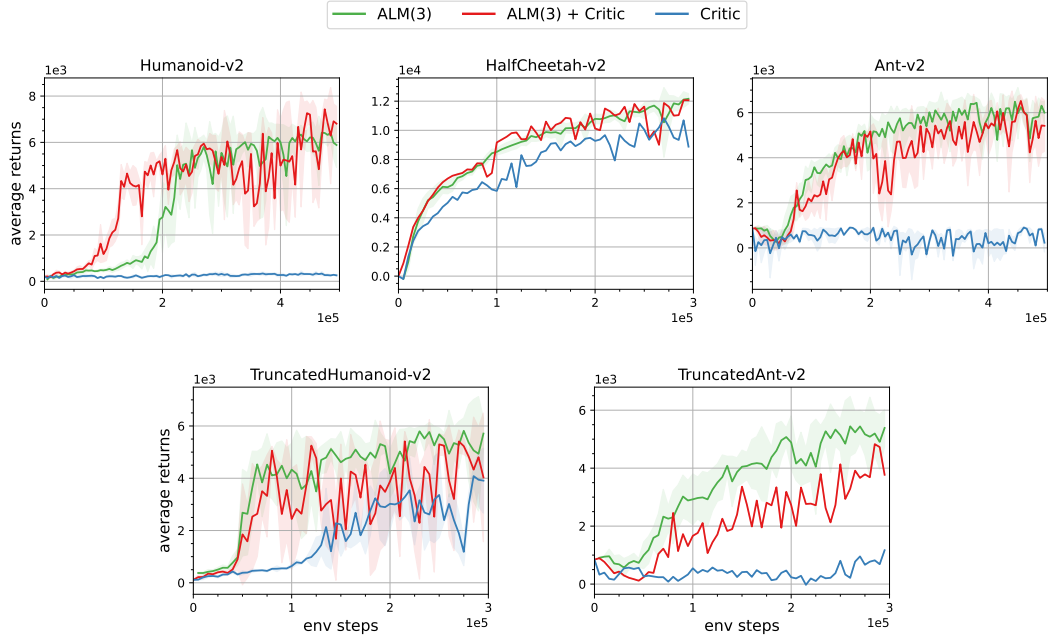 ALM(3) ALM(3) + Critic Critic
Humanoid-v2 HalfCheetah-v2 Ant-v2
1e3 1e4 1e3
average returns
8
6
4
2
0
0 2 4
1e5
1.2
1.0
0.8
0.6
0.4
0.2
0.0
0 1 2 3
1e5
6
4
2
0
0 2 4
1e5
TruncatedHumanoid-v2 TruncatedAnt-v2
1e3 1e3
average returns
6
4
2
0
0 1 2 3
env steps 1e5
6
4
2
0
0 1 2 3
env steps 1e5